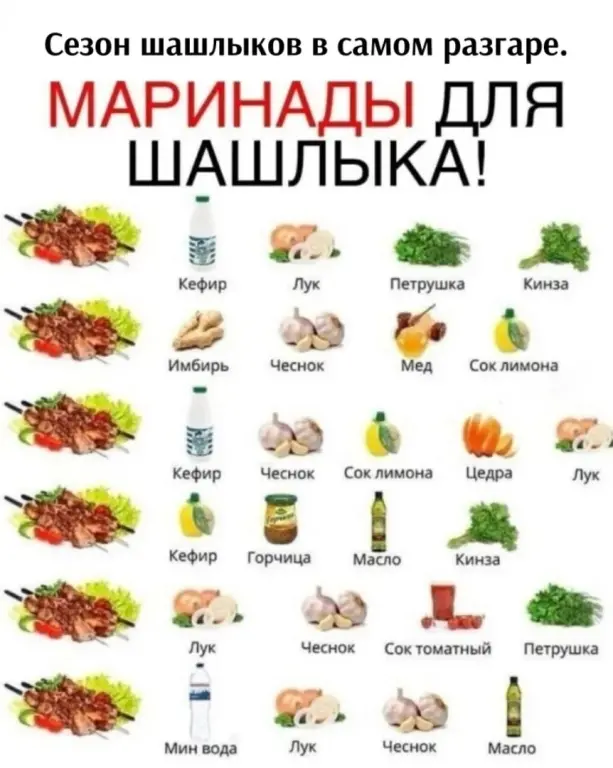 Сезон шашлыков в самом разгаре.
МАРИНАДЫ ДЛЯ
ШАШЛЫКА!
Кефир Лук Петрушка Кинза
Имбирь Чеснок Мед Сок лимона
Кефир Чеснок Сок лимона Цедра Лук
Кефир Горчица Масло Кинза
Лук Чеснок Сок томатный Петрушка
Мин вода Лук Чеснок Масло